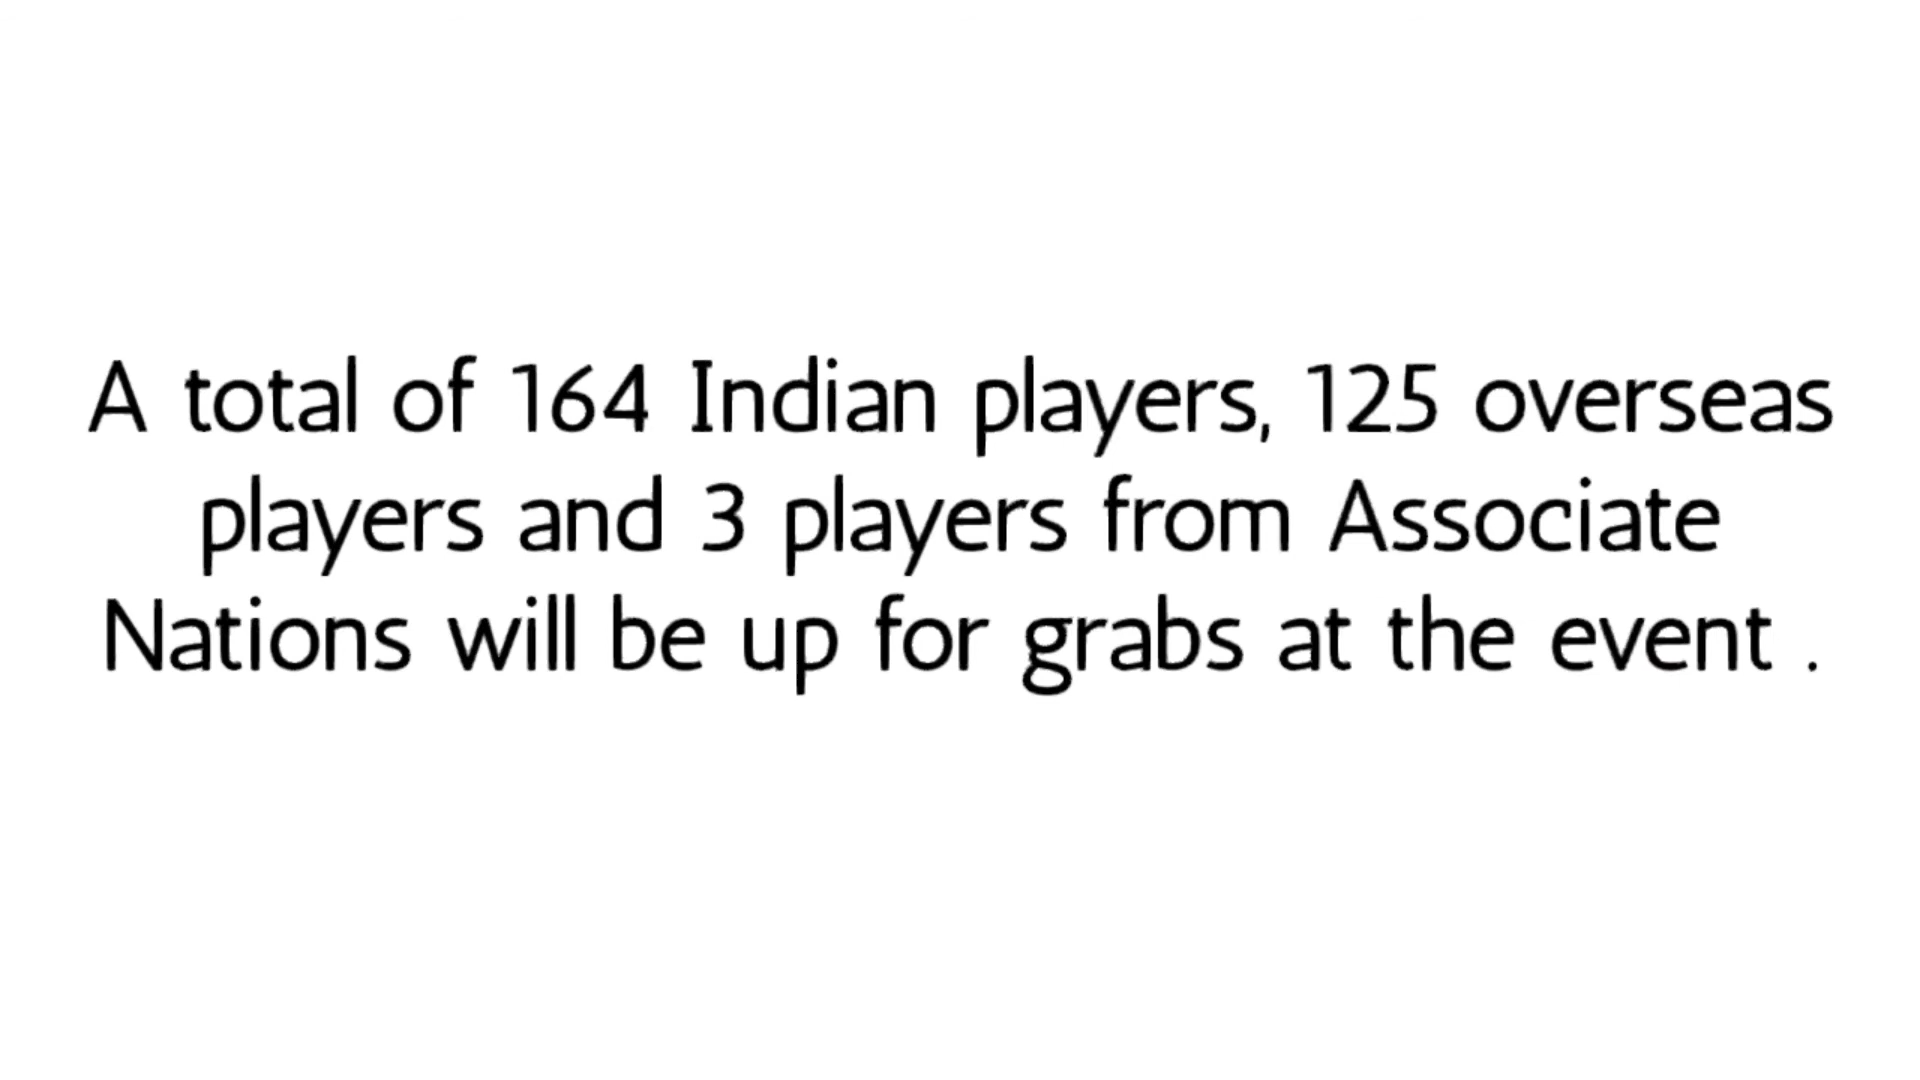 A total of 164 Indian players, 125 overseas
players and 3 players from Associate
Nations will be up for grabs at the event .